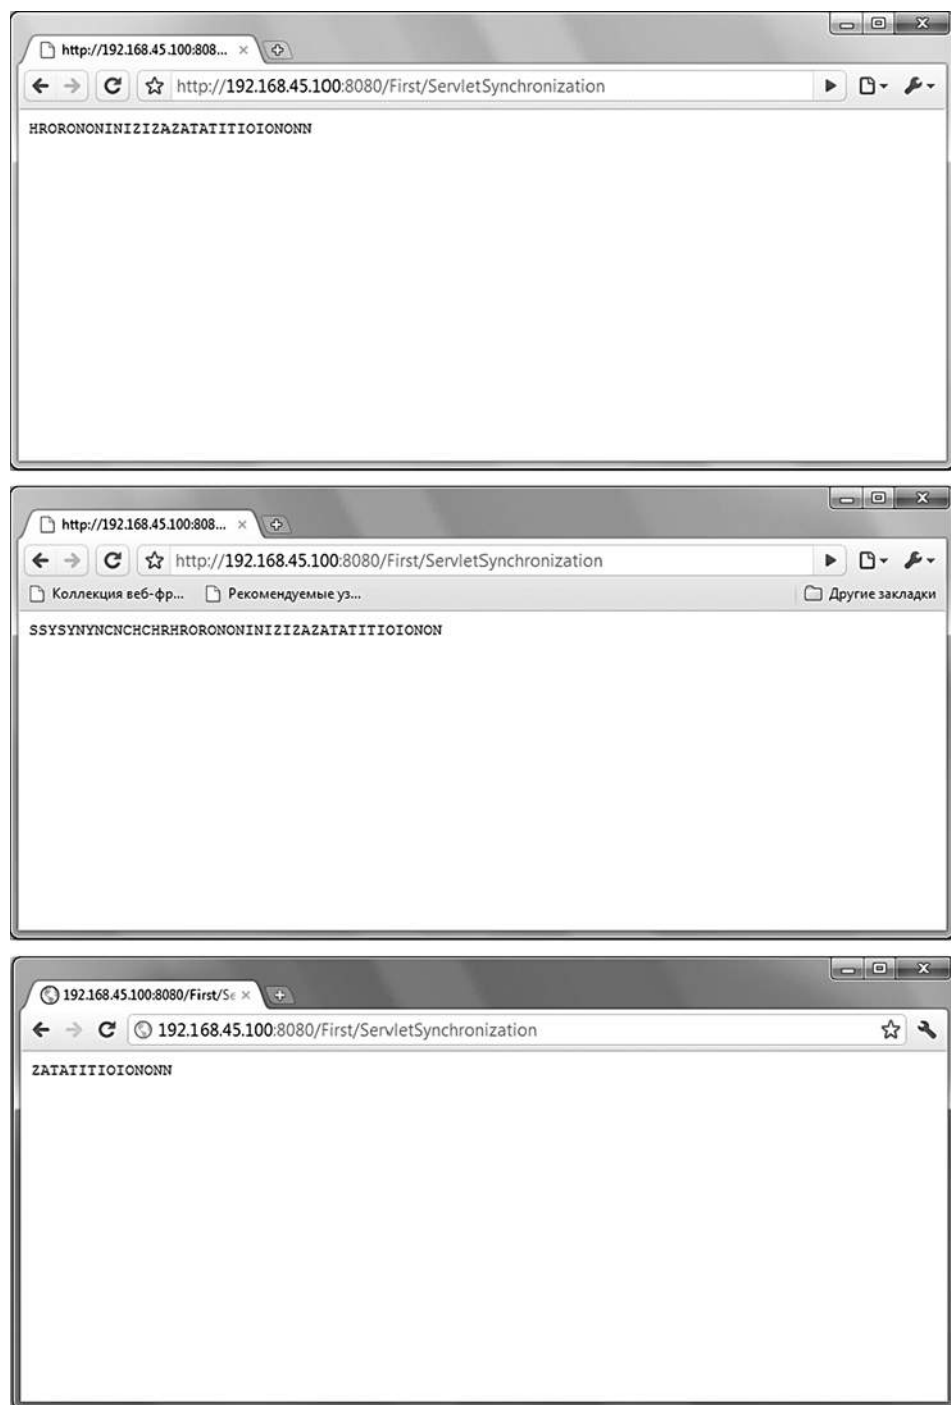 http://192.168.45.100:808...
http://192.168.45.100:8080/First/ServletSynchronization
HRORONONINIZIZAZATATITIOIONONN
http://192.168.45.100:808...
http://192.168.45.100:8080/First/ServletSynchronization
Коллекция веб-фр... Рекомендуемые уз... Другие закладки
SSYSYNYNCNCHCHRHRORONONINIZIZAZATATITIOIONON
192.168.45.100:8080/First/Se
192.168.45.100:8080/First/ServletSynchronization
ZATATITIOIONONN